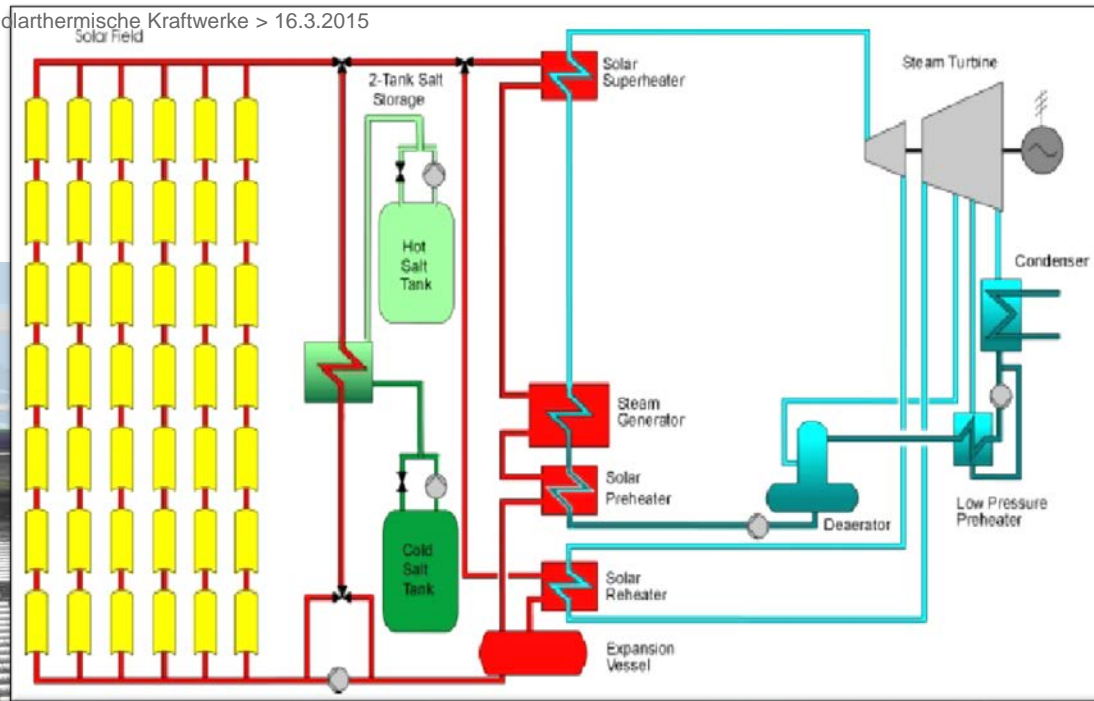 olarthermische Kraftwerke > 16.3.2015
Solar Field
2-Tank Salt
Storage
Solar
Superheater
Steam Turbine
Hot
Salt
Tank
Condenser
Steam
Generator
Solar
Preheater
Low Pressure
Preheater
Deaerator
Cold
Salt
Tank
Solar
Reheater
Expansion
Vessel